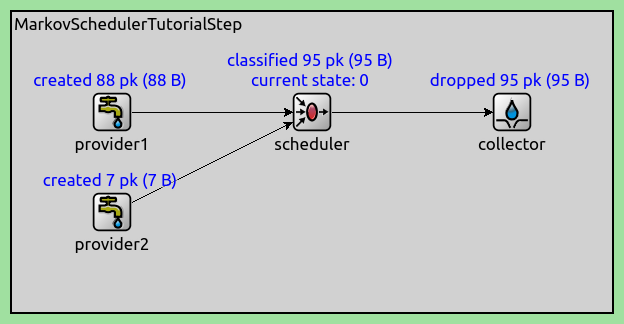 MarkovSchedulerTutorialStep
classified 95 pk (95 B)
current state: 0
created 88 pk (88 B)
dropped 95 pk (95 B)
provider1
scheduler
collector
created 7 pk (7 B)
provider2